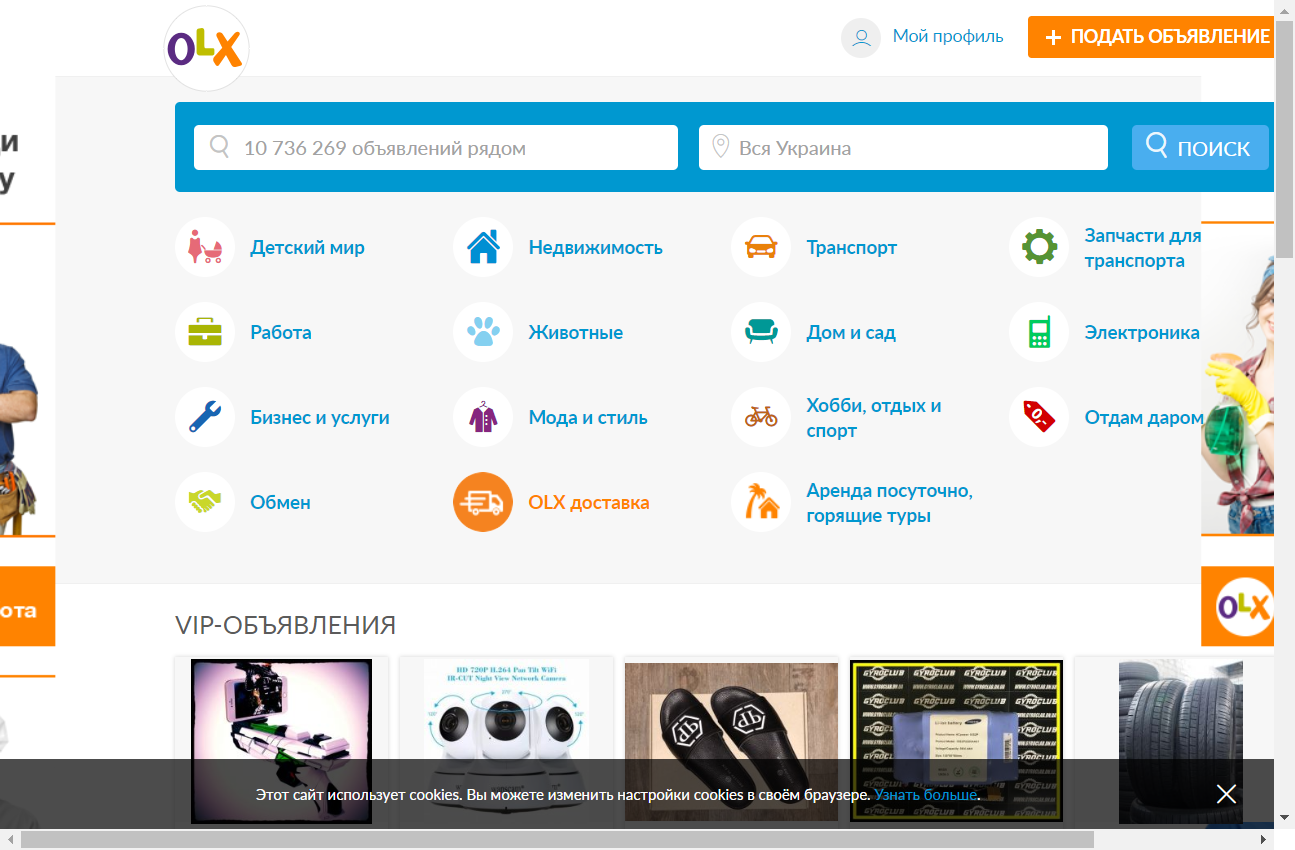 OLX
Мой профиль
+ ПОДАТЬ ОБЪЯВЛЕНИЕ
10 736 269 объявлений рядом
Вся Украина
ПОИСК
Детский мир
Недвижимость
Транспорт
Запчасти для
транспорта
Работа
Животные
Дом и сад
Электроника
Бизнес и услуги
Мода и стиль
Хобби, отдых и
спорт
Отдам даром
Обмен
OLX доставка
Аренда посуточно,
горящие туры
ота
OLX
VIP-ОБЪЯВЛЕНИЯ
HD 720P H.264 Pan Tilt WiFi
IR-CUT Night View Network Camera
GYROCLUB
SAMSUNG
Этот сайт использует cookies. Вы можете изменить настройки cookies в своём браузере. Узнать больше.